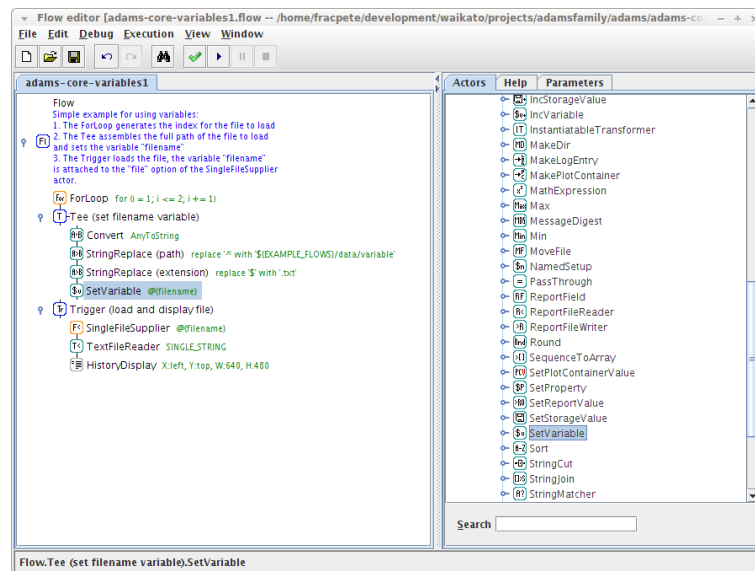 Flow editor [adams-core-variables1.flow -- /home/fracpete/development/waikato/projects/adamsfamily/adams/adams-co
File Edit Debug Execution View Window
adams-core-variables1
Flow
Simple example for using variables:
1. The ForLoop generates the index for the file to load
2. The Tee assembles the full path of the file to load
and sets the variable "filename"
3. The Trigger loads the file, the variable "filename"
is attached to the "file" option of the SingleFileSupplier
actor.
ForLoop for (i = 1; i <= 2; i += 1)
Tee (set filename variable)
Convert AnyToString
StringReplace (path) replace '^' with '${EXAMPLE_FLOWS}/data/variable'
StringReplace (extension) replace '$' with '.txt'
SetVariable @{filename}
Trigger (load and display file)
SingleFileSupplier @{filename}
TextFileReader SINGLE_STRING
HistoryDisplay X:left, Y:top, W:640, H:480
Actors Help Parameters
IncStorageValue
IncVariable
InstantiatableTransformer
MakeDir
MakeLogEntry
MakePlotContainer
MathExpression
Max
MessageDigest
Min
MoveFile
NamedSetup
PassThrough
ReportField
ReportFileReader
ReportFileWriter
Round
SequenceToArray
SetPlotContainerValue
SetProperty
SetReportValue
SetStorageValue
SetVariable
Sort
StringCut
StringJoin
StringMatcher
Search
Flow.Tee (set filename variable).SetVariable